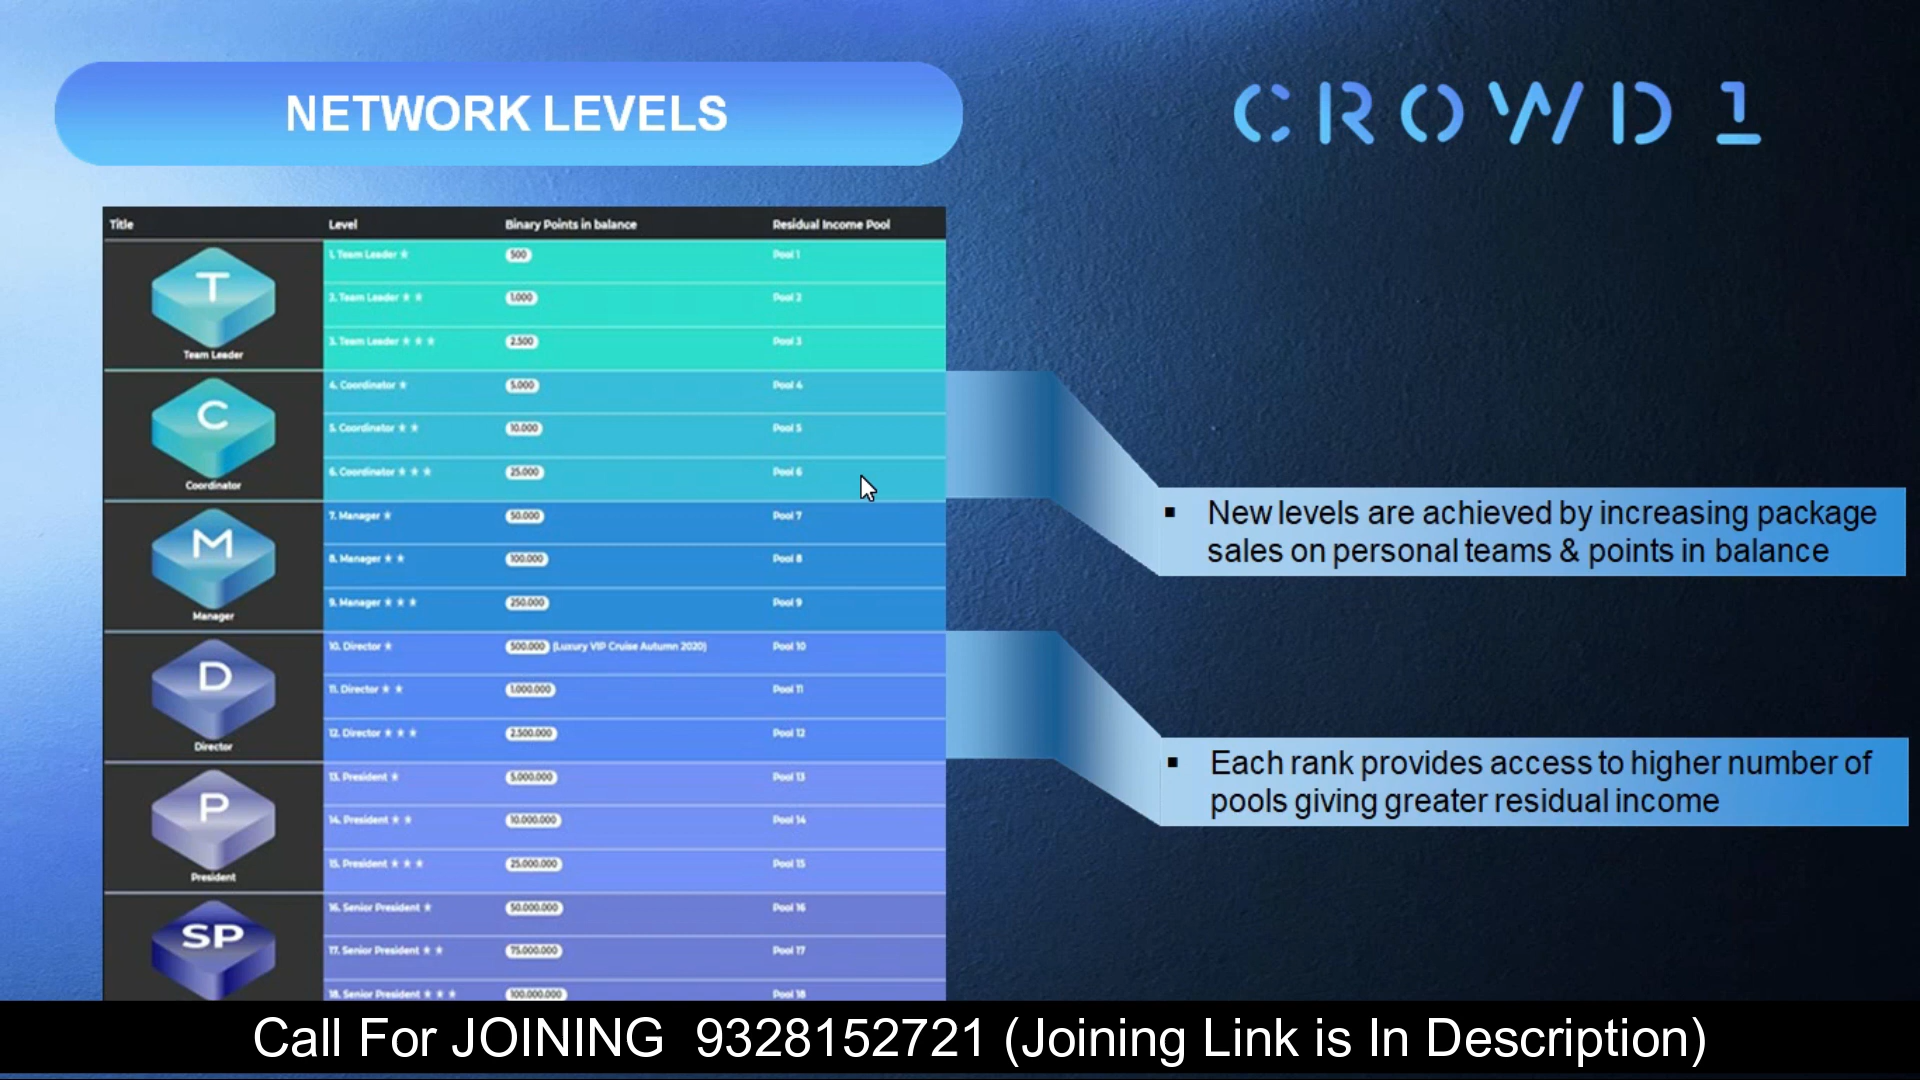 NETWORK LEVELS
CROWD 1
Title Level Binary Points in balance Residual Income Pool
T
Team Leader
1. Team Leader ★ 500 Pool 1
2. Team Leader ★ ★ 1.000 Pool 2
3. Team Leader ★ ★ ★ 2.500 Pool 3
C
Coordinator
4. Coordinator ★ 5.000 Pool 4
5. Coordinator ★ ★ 10.000 Pool 5
6. Coordinator ★ ★ ★ 25.000 Pool 6
M
Manager
7. Manager ★ 50.000 Pool 7
8. Manager ★ ★ 100.000 Pool 8
9. Manager ★ ★ ★ 250.000 Pool 9
D
Director
10. Director ★ 500.000 (Luxury VIP Cruise Autumn 2020) Pool 10
11. Director ★ ★ 1.000.000 Pool 11
12. Director ★ ★ ★ 2.500.000 Pool 12
P
President
13. President ★ 5.000.000 Pool 13
14. President ★ ★ 10.000.000 Pool 14
15. President ★ ★ ★ 25.000.000 Pool 15
SP
16. Senior President ★ 50.000.000 Pool 16
17. Senior President ★ ★ 75.000.000 Pool 17
18. Senior President ★ ★ ★ 100.000.000 Pool 18
▪ New levels are achieved by increasing package
sales on personal teams & points in balance
▪ Each rank provides access to higher number of
pools giving greater residual income
Call For JOINING 9328152721 (Joining Link is In Description)